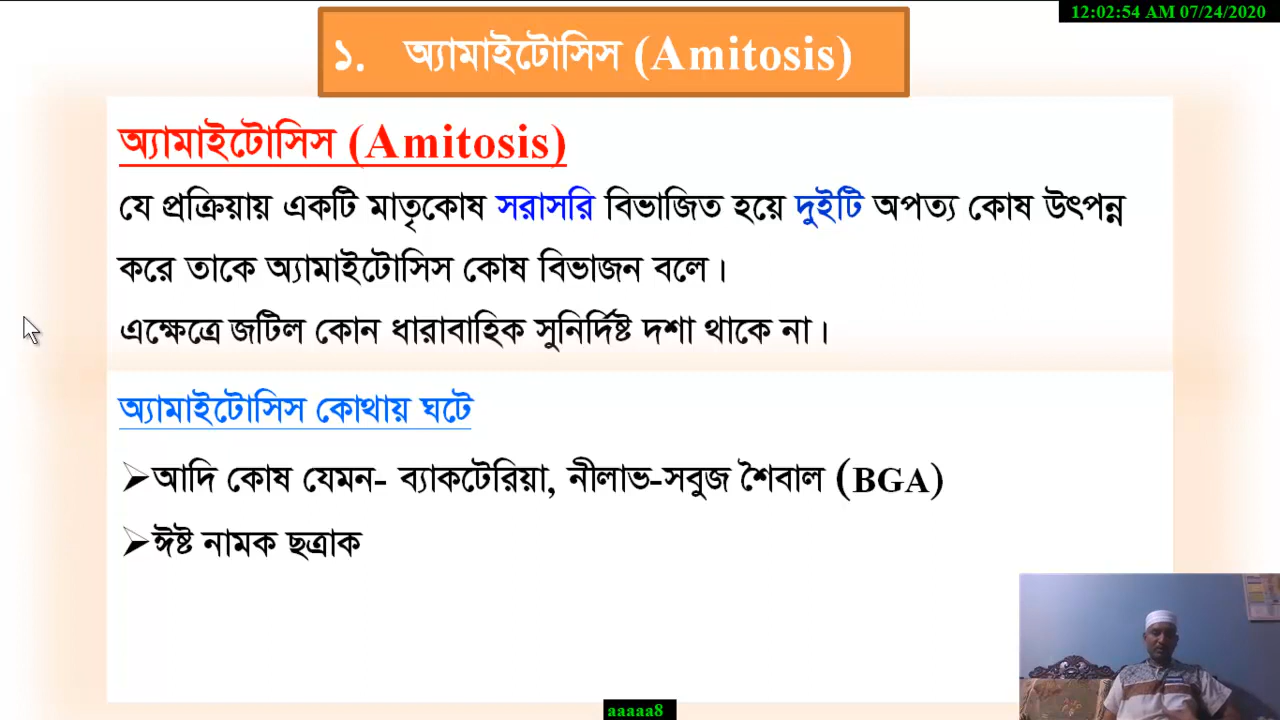 12:02:54 AM 07/24/2020
১. অ্যামাইটোসিস (Amitosis)
অ্যামাইটোসিস (Amitosis)
যে প্রক্রিয়ায় একটি মাতৃকোষ সরাসরি বিভাজিত হয়ে দুইটি অপত্য কোষ উৎপন্ন
করে তাকে অ্যামাইটোসিস কোষ বিভাজন বলে।
এক্ষেত্রে জটিল কোন ধারাবাহিক সুনির্দিষ্ট দশা থাকে না।
অ্যামাইটোসিস কোথায় ঘটে
➢আদি কোষ যেমন- ব্যাকটেরিয়া, নীলাভ-সবুজ শৈবাল (BGA)
➢ঈষ্ট নামক ছত্রাক
aaaaa8